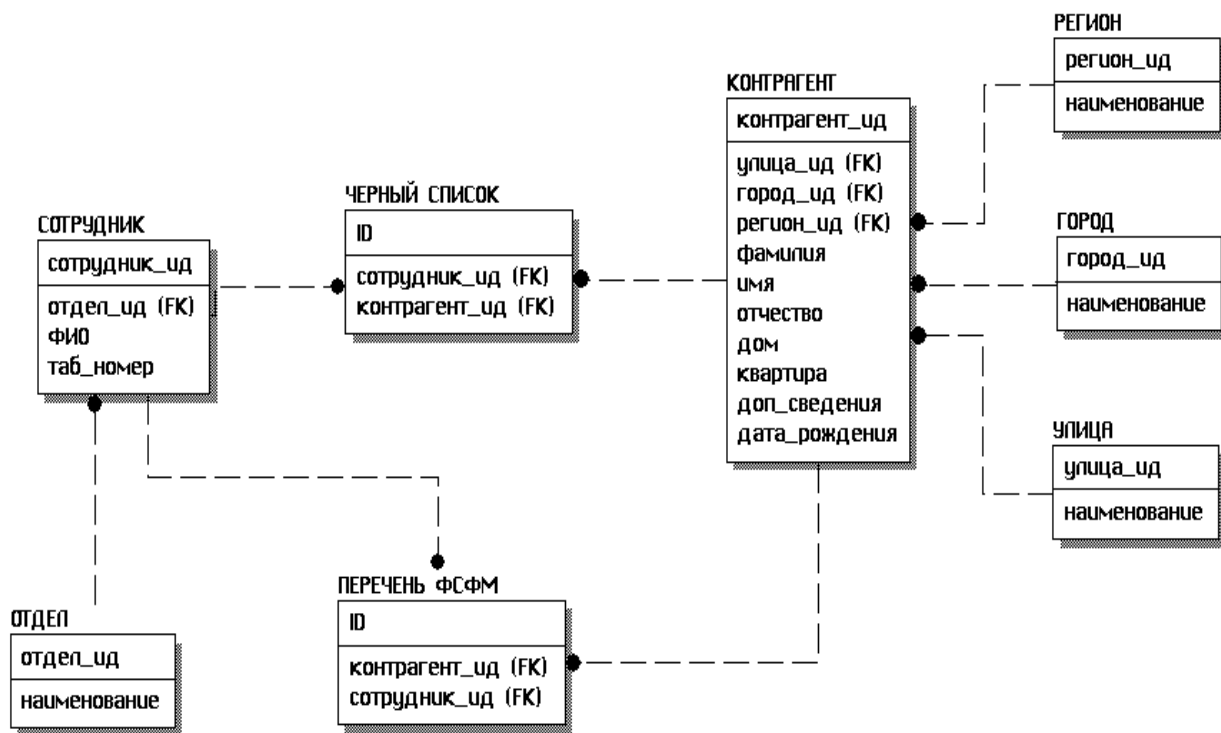 РЕГИОН
регион_ид
наименование
КОНТРАГЕНТ
контрагент_ид
улица_ид (FK)
город_ид (FK)
регион_ид (FK)
фамилия
имя
отчество
дом
квартира
доп_сведения
дата_рождения
ЧЕРНЫЙ СПИСОК
ID
сотрудник_ид (FK)
контрагент_ид (FK)
СОТРУДНИК
сотрудник_ид
отдел_ид (FK)
ФИО
таб_номер
ГОРОД
город_ид
наименование
УЛИЦА
улица_ид
наименование
ПЕРЕЧЕНЬ ФСФМ
ID
контрагент_ид (FK)
сотрудник_ид (FK)
ОТДЕЛ
отдел_ид
наименование